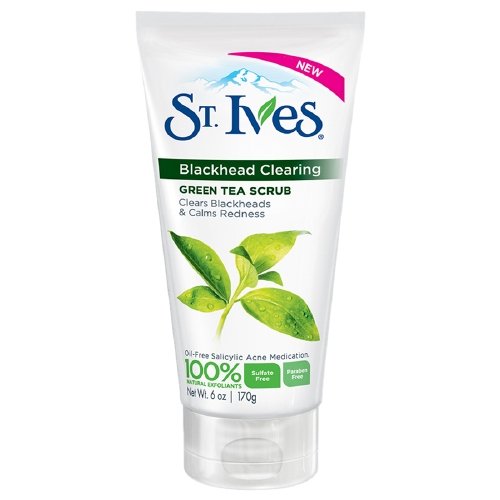 NEW
ST. IVES®
Blackhead Clearing
GREEN TEA SCRUB
Clears Blackheads
& Calms Redness
Oil-Free Salicylic Acne Medication.
100%
NATURAL EXFOLIANTS
Sulfate
Free
Paraben
Free
Net Wt. 6 oz | 170g